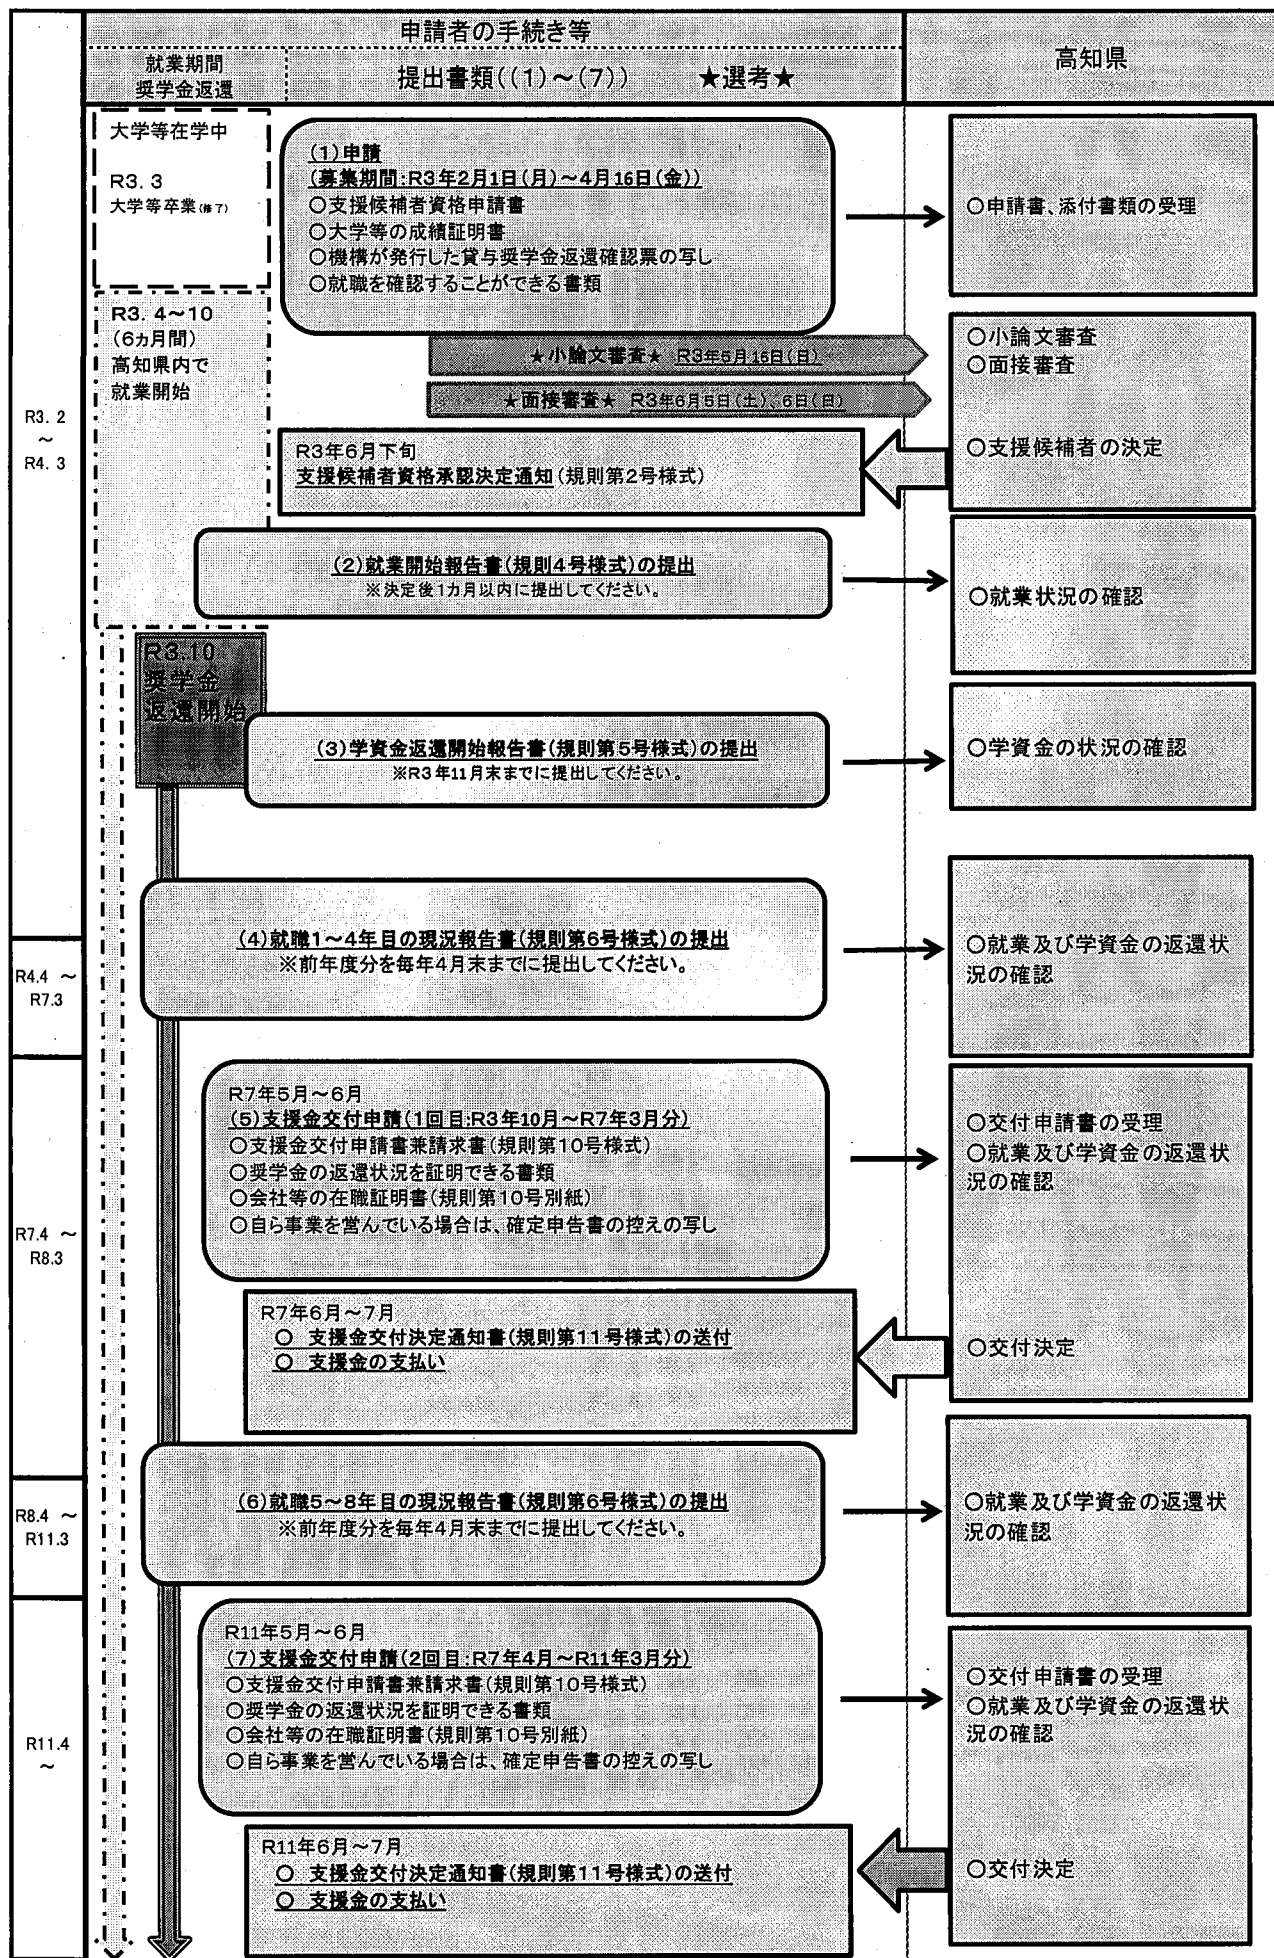 申請者の手続き等
高知県
就業期間
奨学金返還
提出書類((1)～(7))　★選考★
R3.2
～
R4.3
大学等在学中
R3.3
大学等卒業(修了)
(1)申請
(募集期間:R3年2月1日(月)～4月16日(金))
○支援候補者資格申請書
○大学等の成績証明書
○機構が発行した貸与奨学金返還確認票の写し
○就職を確認することができる書類
○申請書、添付書類の受理
R3.4～10
(6ヵ月間)
高知県内で
就業開始
★小論文審査★ R3年5月16日(日)
★面接審査★ R3年6月5日(土)、6日(日)
○小論文審査
○面接審査
○支援候補者の決定
R3年6月下旬
支援候補者資格承認決定通知(規則第2号様式)
(2)就業開始報告書(規則4号様式)の提出
※決定後1カ月以内に提出してください。
○就業状況の確認
R3.10
奨学金
返還開始
(3)学資金返還開始報告書(規則第5号様式)の提出
※R3年11月末までに提出してください。
○学資金の状況の確認
R4.4 ～
R7.3
(4)就職1～4年目の現況報告書(規則第6号様式)の提出
※前年度分を毎年4月末までに提出してください。
○就業及び学資金の返還状
況の確認
R7.4 ～
R8.3
R7年5月～6月
(5)支援金交付申請(1回目:R3年10月～R7年3月分)
○支援金交付申請書兼請求書(規則第10号様式)
○奨学金の返還状況を証明できる書類
○会社等の在職証明書(規則第10号別紙)
○自ら事業を営んでいる場合は、確定申告書の控えの写し
○交付申請書の受理
○就業及び学資金の返還状
況の確認
R7年6月～7月
○ 支援金交付決定通知書(規則第11号様式)の送付
○ 支援金の支払い
○交付決定
R8.4 ～
R11.3
(6)就職5～8年目の現況報告書(規則第6号様式)の提出
※前年度分を毎年4月末までに提出してください。
○就業及び学資金の返還状
況の確認
R11.4
～
R11年5月～6月
(7)支援金交付申請(2回目:R7年4月～R11年3月分)
○支援金交付申請書兼請求書(規則第10号様式)
○奨学金の返還状況を証明できる書類
○会社等の在職証明書(規則第10号別紙)
○自ら事業を営んでいる場合は、確定申告書の控えの写し
○交付申請書の受理
○就業及び学資金の返還状
況の確認
R11年6月～7月
○ 支援金交付決定通知書(規則第11号様式)の送付
○ 支援金の支払い
○交付決定